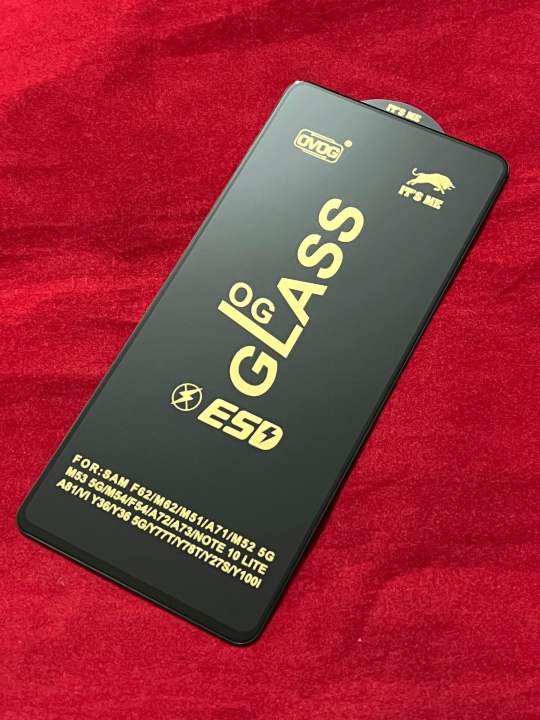 IT'S ME
OVOG®
IT'S ME
OG
GLASS
ESD
FOR:SAM F62/M62/M51/A71/M52 5G
M53 5G/M54/F54/A72/A73/NOTE 10 LITE
A81/VI Y36/Y36 5G/Y77T/Y78T/Y27S/Y100I